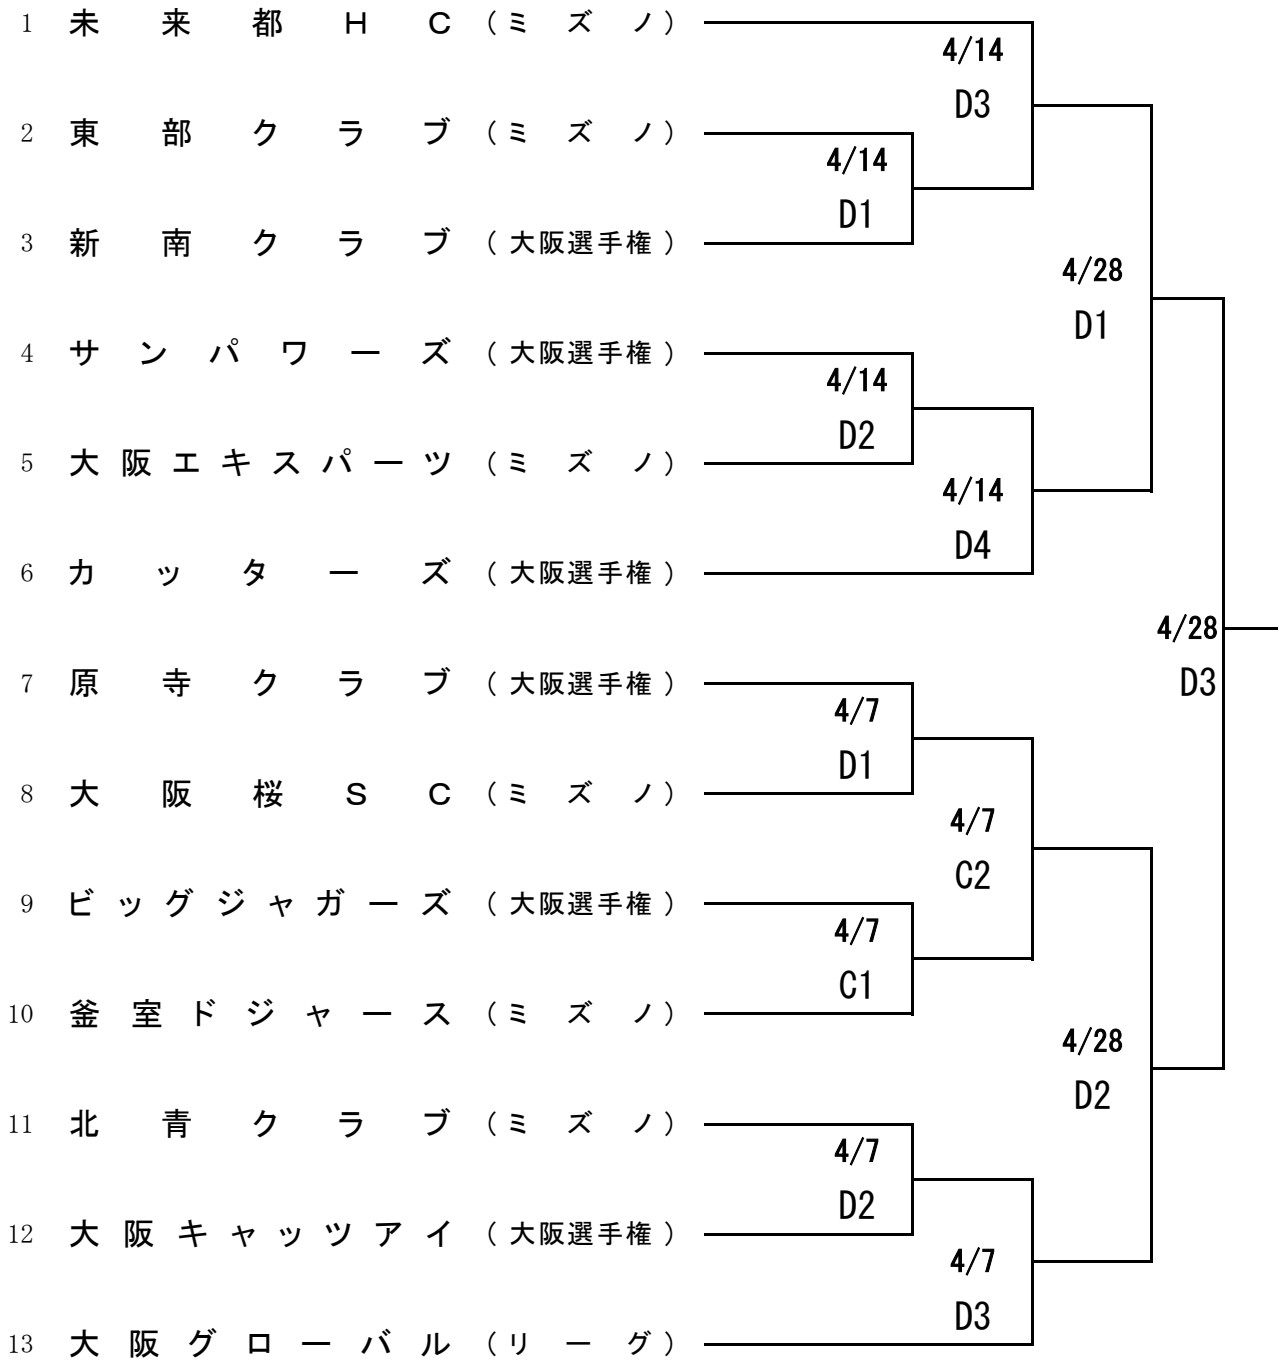 1 未来都HC（ミズノ）
4/14
D3
2 東部クラブ（ミズノ）
4/14
D1
3 新南クラブ（大阪選手権）
4/28
D1
4 サンパワーズ（大阪選手権）
4/14
D2
5 大阪エキスパーツ（ミズノ）
4/14
D4
6 カッターズ（大阪選手権）
4/28
D3
7 原寺クラブ（大阪選手権）
4/7
D1
8 大阪桜SC（ミズノ）
4/7
C2
9 ビッグジャガーズ（大阪選手権）
4/7
C1
10 釜室ドジャース（ミズノ）
4/28
D2
11 北青クラブ（ミズノ）
4/7
D2
12 大阪キャッツアイ（大阪選手権）
4/7
D3
13 大阪グローバル（リーグ）